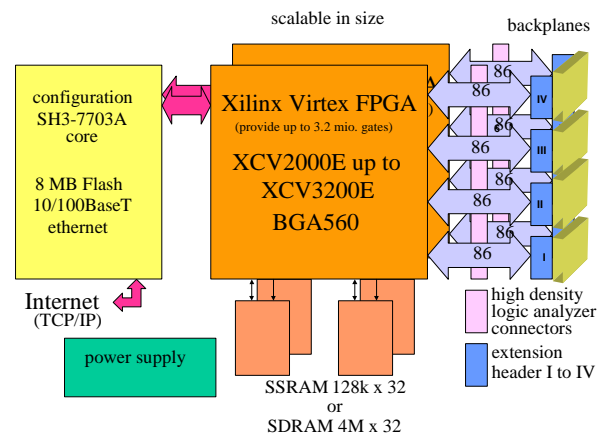 scalable in size
backplanes
configuration
SH3-7703A
core
8 MB Flash
10/100BaseT
ethernet
Internet
(TCP/IP)
power supply
Xilinx Virtex FPGA
(provide up to 3.2 mio. gates)
XCV2000E up to
XCV3200E
BGA560
86
86
IV
86
86
III
86
86
II
86
86
I
SSRAM 128k x 32
or
SDRAM 4M x 32
high density
logic analyzer
connectors
extension
header I to IV